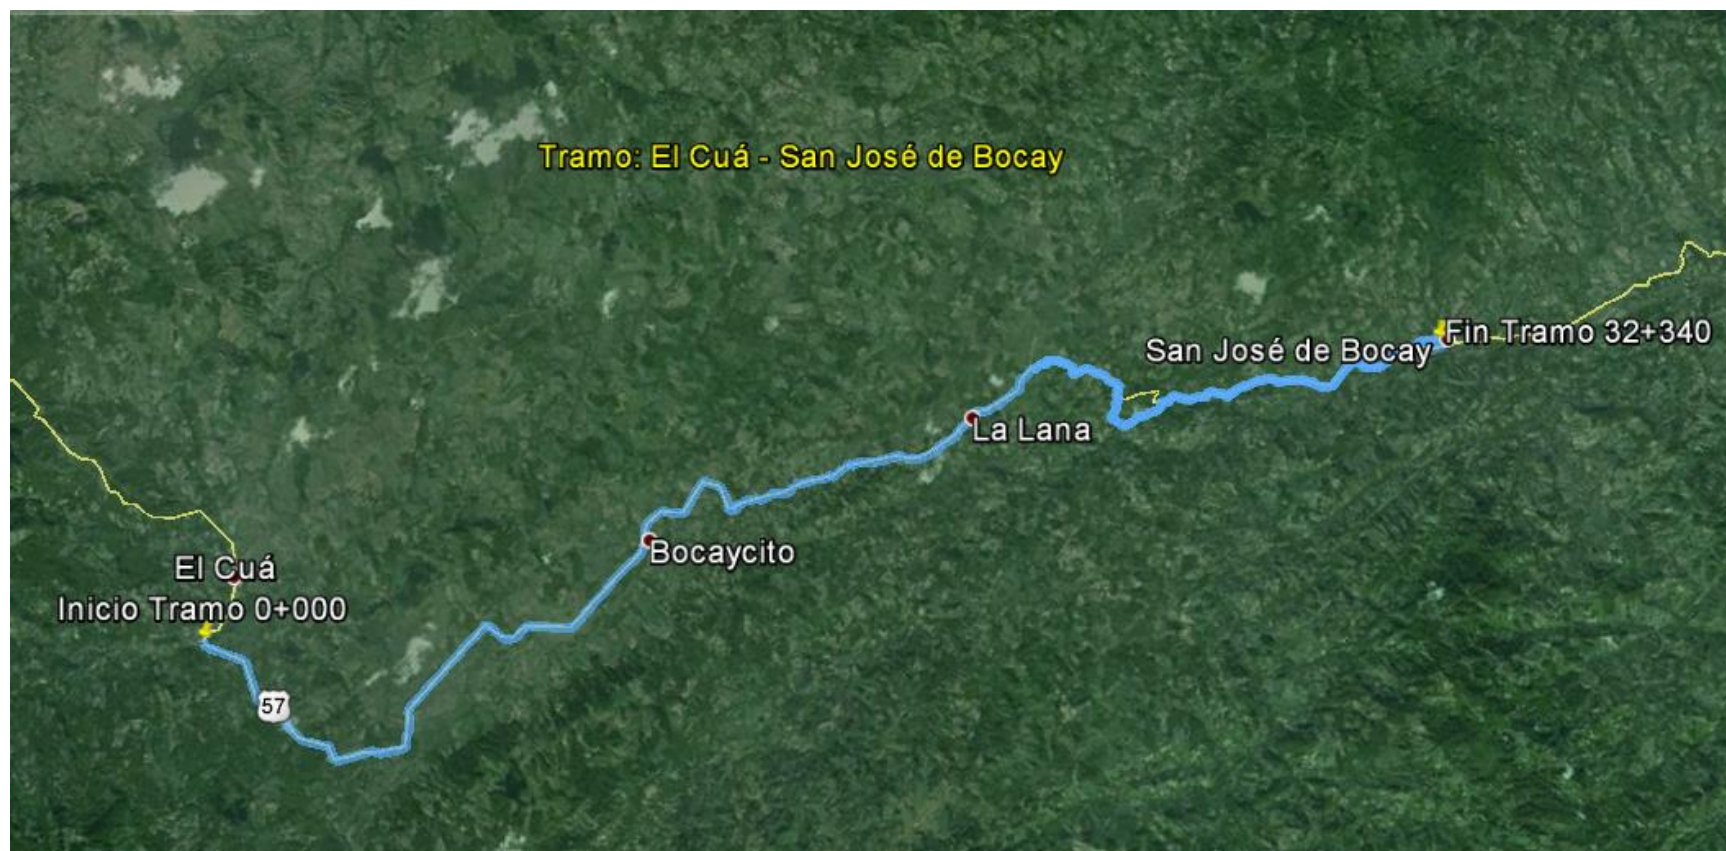 Tramo: El Cuá - San José de Bocay
Fin Tramo 32+340
San José de Bocay
La Lana
Bocaycito
El Cuá
Inicio Tramo 0+000
57